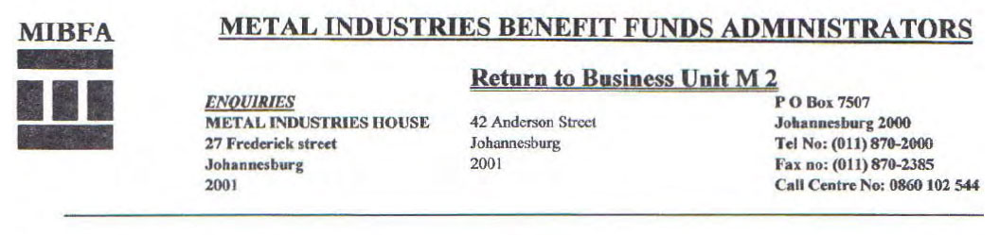 MIBFA
METAL INDUSTRIES BENEFIT FUNDS ADMINISTRATORS
Return to Business Unit M 2
ENQUIRIES
METAL INDUSTRIES HOUSE
27 Frederick street
Johannesburg
2001
42 Anderson Street
Johannesburg
2001
P O Box 7507
Johannesburg 2000
Tel No: (011) 870-2000
Fax no: (011) 870-2385
Call Centre No: 0860 102 544